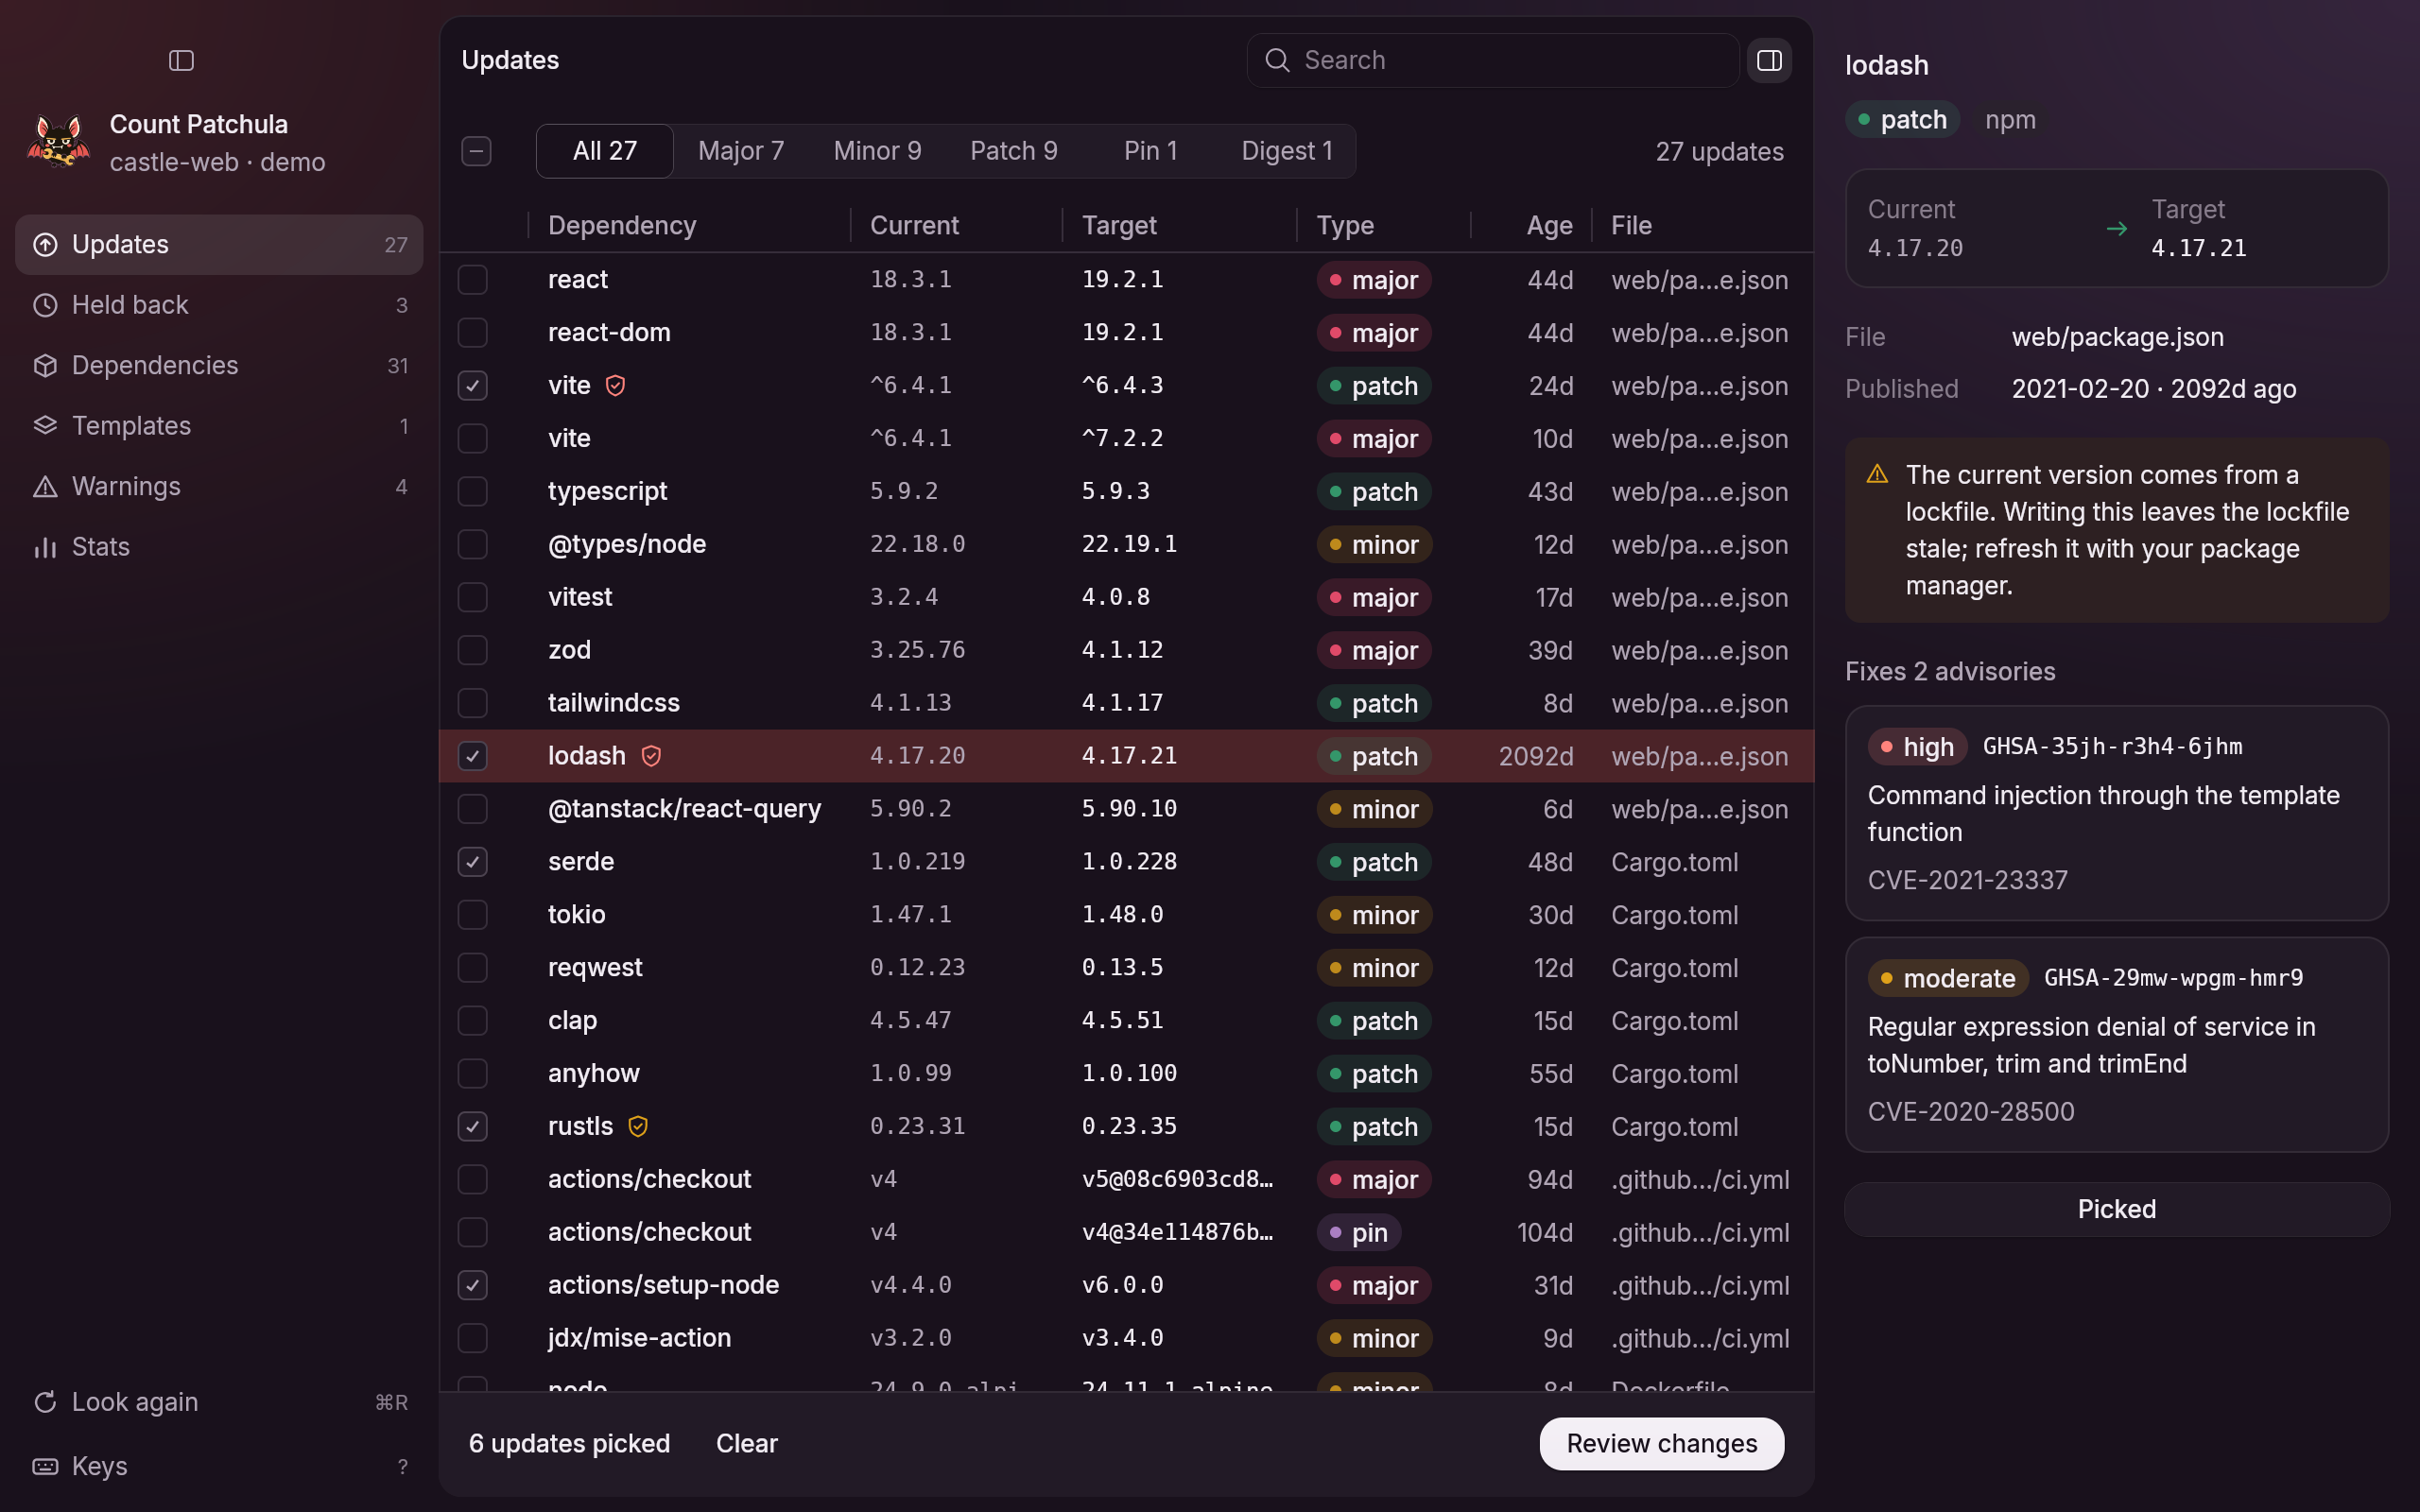 Count Patchula
castle-web · demo
Updates 27
Held back 3
Dependencies 31
Templates 1
Warnings 4
Stats
Look again ⌘R
Keys ?
Updates
Search
All 27 Major 7 Minor 9 Patch 9 Pin 1 Digest 1
27 updates
Dependency Current Target Type Age File
react 18.3.1 19.2.1 major 44d web/pa...e.json
react-dom 18.3.1 19.2.1 major 44d web/pa...e.json
vite ^6.4.1 ^6.4.3 patch 24d web/pa...e.json
vite ^6.4.1 ^7.2.2 major 10d web/pa...e.json
typescript 5.9.2 5.9.3 patch 43d web/pa...e.json
@types/node 22.18.0 22.19.1 minor 12d web/pa...e.json
vitest 3.2.4 4.0.8 major 17d web/pa...e.json
zod 3.25.76 4.1.12 major 39d web/pa...e.json
tailwindcss 4.1.13 4.1.17 patch 8d web/pa...e.json
lodash 4.17.20 4.17.21 patch 2092d web/pa...e.json
@tanstack/react-query 5.90.2 5.90.10 minor 6d web/pa...e.json
serde 1.0.219 1.0.228 patch 48d Cargo.toml
tokio 1.47.1 1.48.0 minor 30d Cargo.toml
reqwest 0.12.23 0.13.5 minor 12d Cargo.toml
clap 4.5.47 4.5.51 patch 15d Cargo.toml
anyhow 1.0.99 1.0.100 patch 55d Cargo.toml
rustls 0.23.31 0.23.35 patch 15d Cargo.toml
actions/checkout v4 v5@08c6903cd8… major 94d .github.../ci.yml
actions/checkout v4 v4@34e114876b… pin 104d .github.../ci.yml
actions/setup-node v4.4.0 v6.0.0 major 31d .github.../ci.yml
jdx/mise-action v3.2.0 v3.4.0 minor 9d .github.../ci.yml
node 24.9.0-alpi 24.11.1-alpine minor 8d Dockerfile
6 updates picked Clear Review changes
lodash
patch npm
Current Target
4.17.20 → 4.17.21
File web/package.json
Published 2021-02-20 · 2092d ago
The current version comes from a
lockfile. Writing this leaves the lockfile
stale; refresh it with your package
manager.
Fixes 2 advisories
high GHSA-35jh-r3h4-6jhm
Command injection through the template
function
CVE-2021-23337
moderate GHSA-29mw-wpgm-hmr9
Regular expression denial of service in
toNumber, trim and trimEnd
CVE-2020-28500
Picked